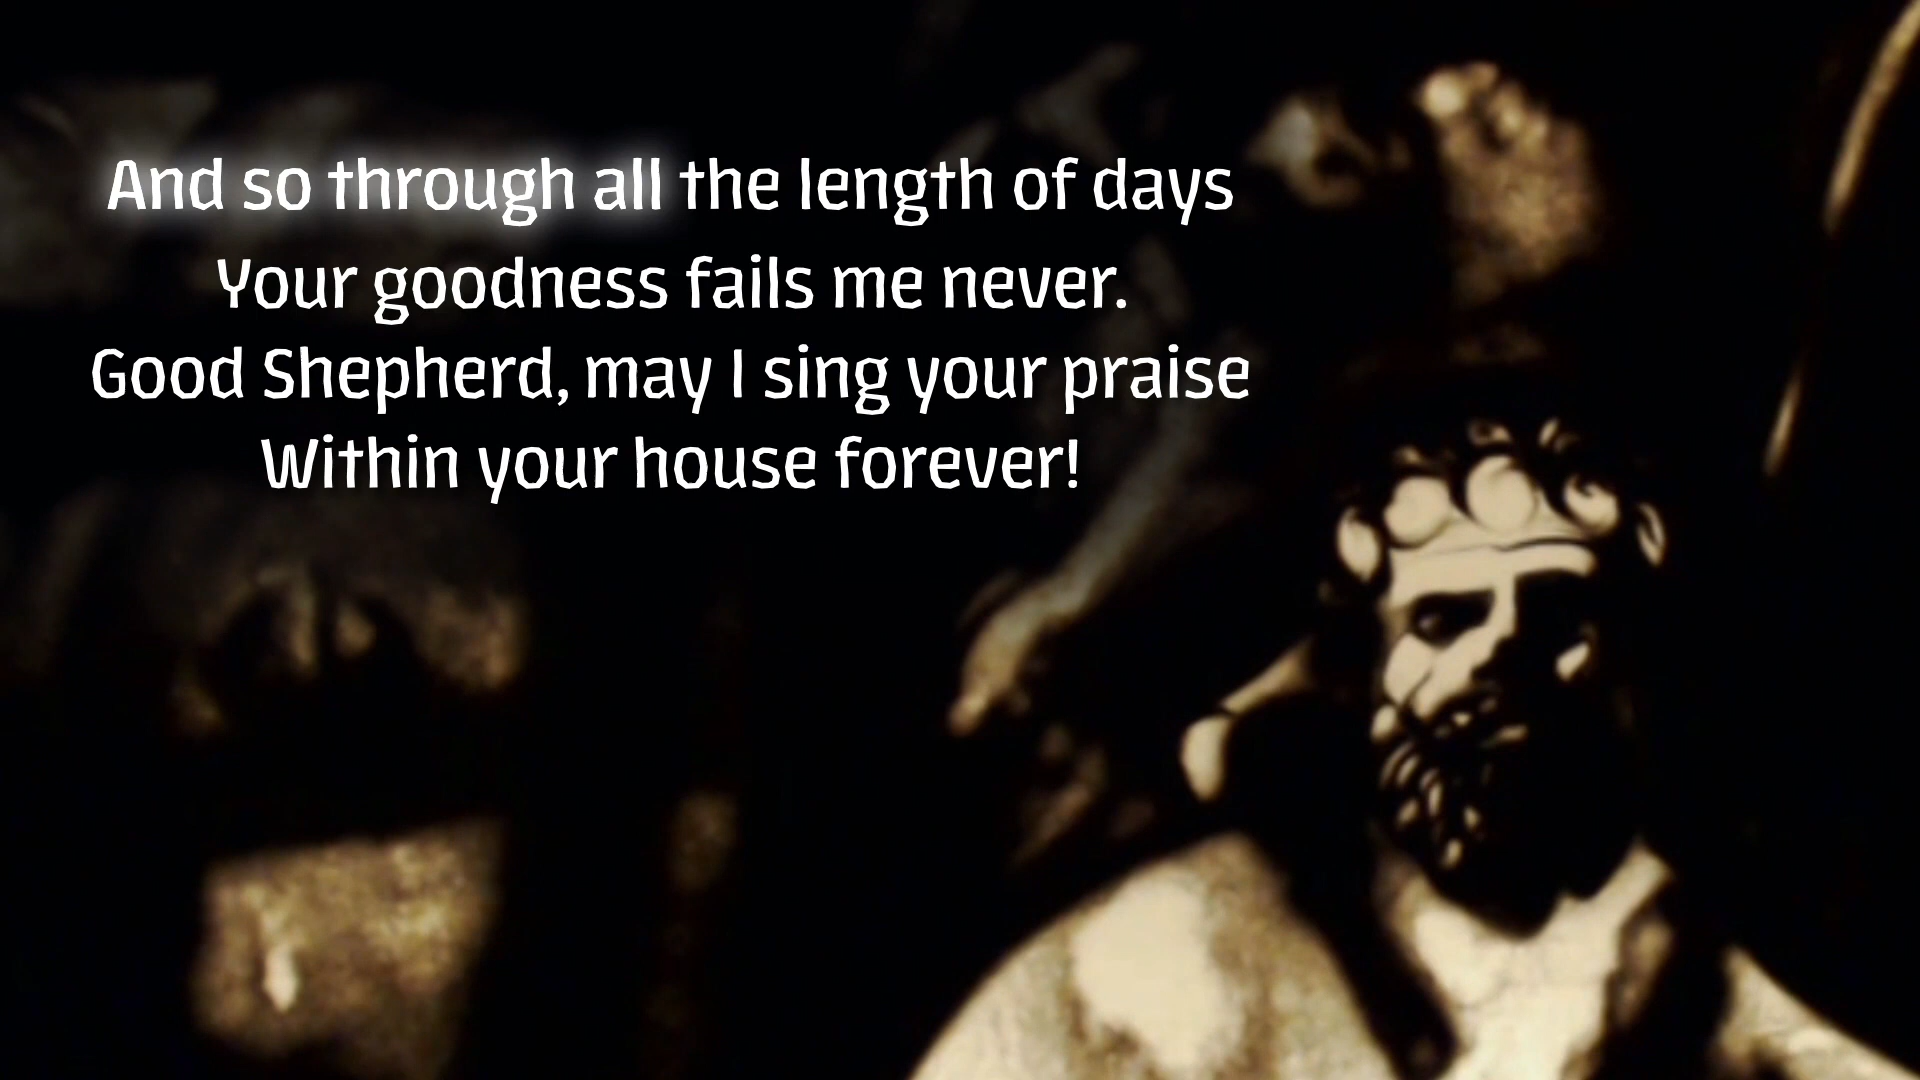 And so through all the length of days
Your goodness fails me never.
Good Shepherd, may I sing your praise
Within your house forever!